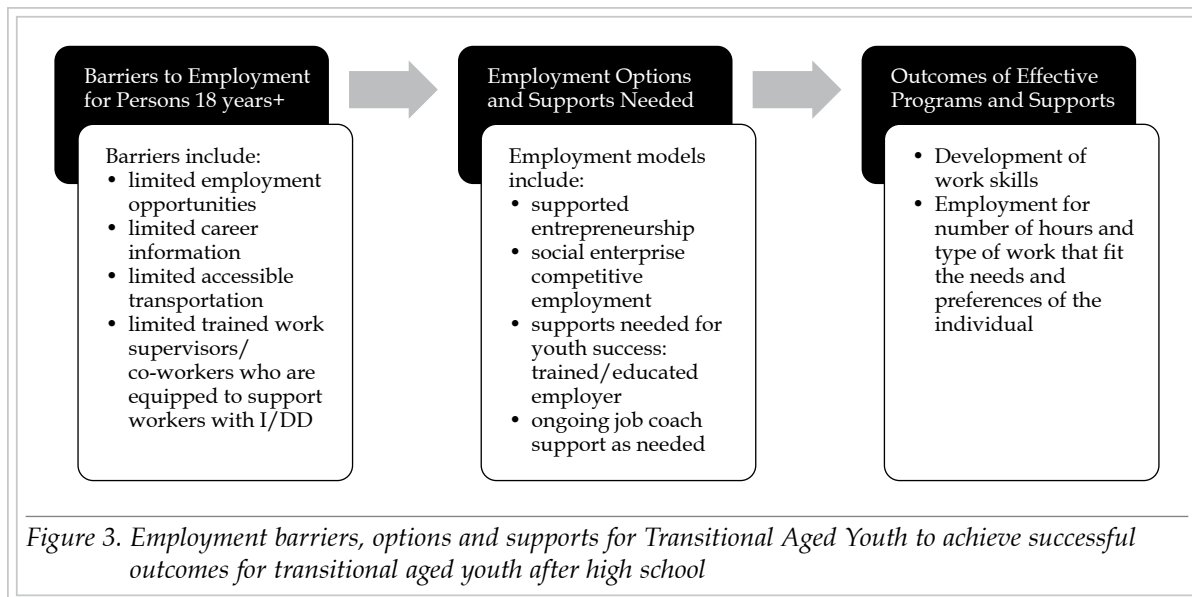 Barriers to Employment
for Persons 18 years+
Barriers include:
• limited employment
opportunities
• limited career
information
• limited accessible
transportation
• limited trained work
supervisors/
co-workers who are
equipped to support
workers with I/DD
Employment Options
and Supports Needed
Employment models
include:
• supported
entrepreneurship
• social enterprise
competitive
employment
• supports needed for
youth success:
trained/educated
employer
• ongoing job coach
support as needed
Outcomes of Effective
Programs and Supports
• Development of
work skills
• Employment for
number of hours and
type of work that fit
the needs and
preferences of the
individual
Figure 3. Employment barriers, options and supports for Transitional Aged Youth to achieve successful
outcomes for transitional aged youth after high school